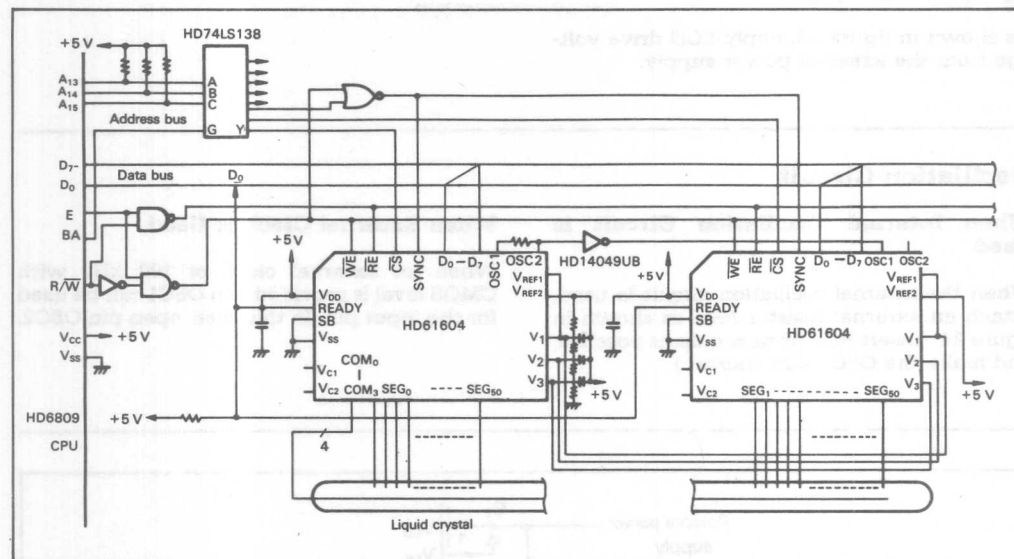 HD74LS138
+5 V
A13
A14
A15
A
B
C
G Y
Address bus
D7
D0
Data bus
D0
E
BA
R/W
+5 V
VCC
VSS
HD6809
CPU
+5 V
+5 V
WE RE CS SYNC D0–D7 OSC1 OSC2
VDD
READY
SB
VSS
VC1
VC2
HD61604
COM0
COM3 SEG0 SEG50
VREF1
VREF2
V1
V2
V3
+5 V
HD14049UB
+5 V
WE RE CS SYNC D0–D7 OSC1 OSC2
VDD
READY
SB
VSS
VC1
VC2
HD61604
SEG1 SEG50
VREF1
VREF2
V1
V2
V3
+5 V
4
Liquid crystal